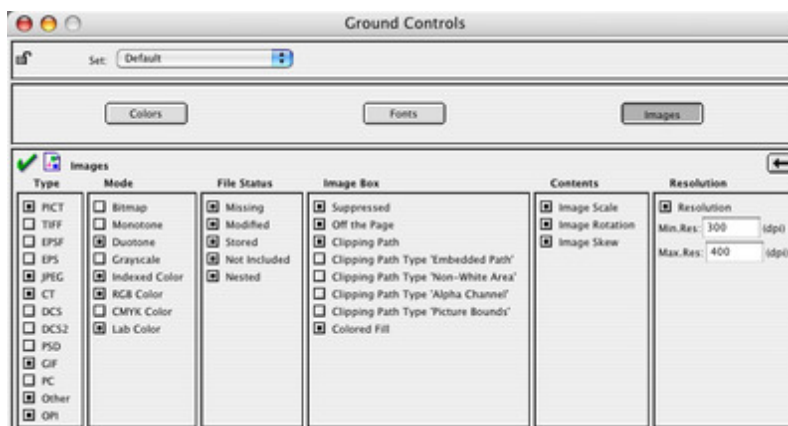 Ground Controls
Set: Default
Colors
Fonts
Images
Images
Type
PICT
TIFF
EPSF
EPS
JPEG
CT
DCS
DCS2
PSD
GIF
PC
Other
OPI
Mode
Bitmap
Monotone
Duotone
Grayscale
Indexed Color
RGB Color
CMYK Color
Lab Color
File Status
Missing
Modified
Stored
Not Included
Nested
Image Box
Suppressed
Off the Page
Clipping Path
Clipping Path Type 'Embedded Path'
Clipping Path Type 'Non-White Area'
Clipping Path Type 'Alpha Channel'
Clipping Path Type 'Picture Bounds'
Colored Fill
Contents
Image Scale
Image Rotation
Image Skew
Resolution
Resolution
Min.Res: 300 (dpi)
Max.Res: 400 (dpi)